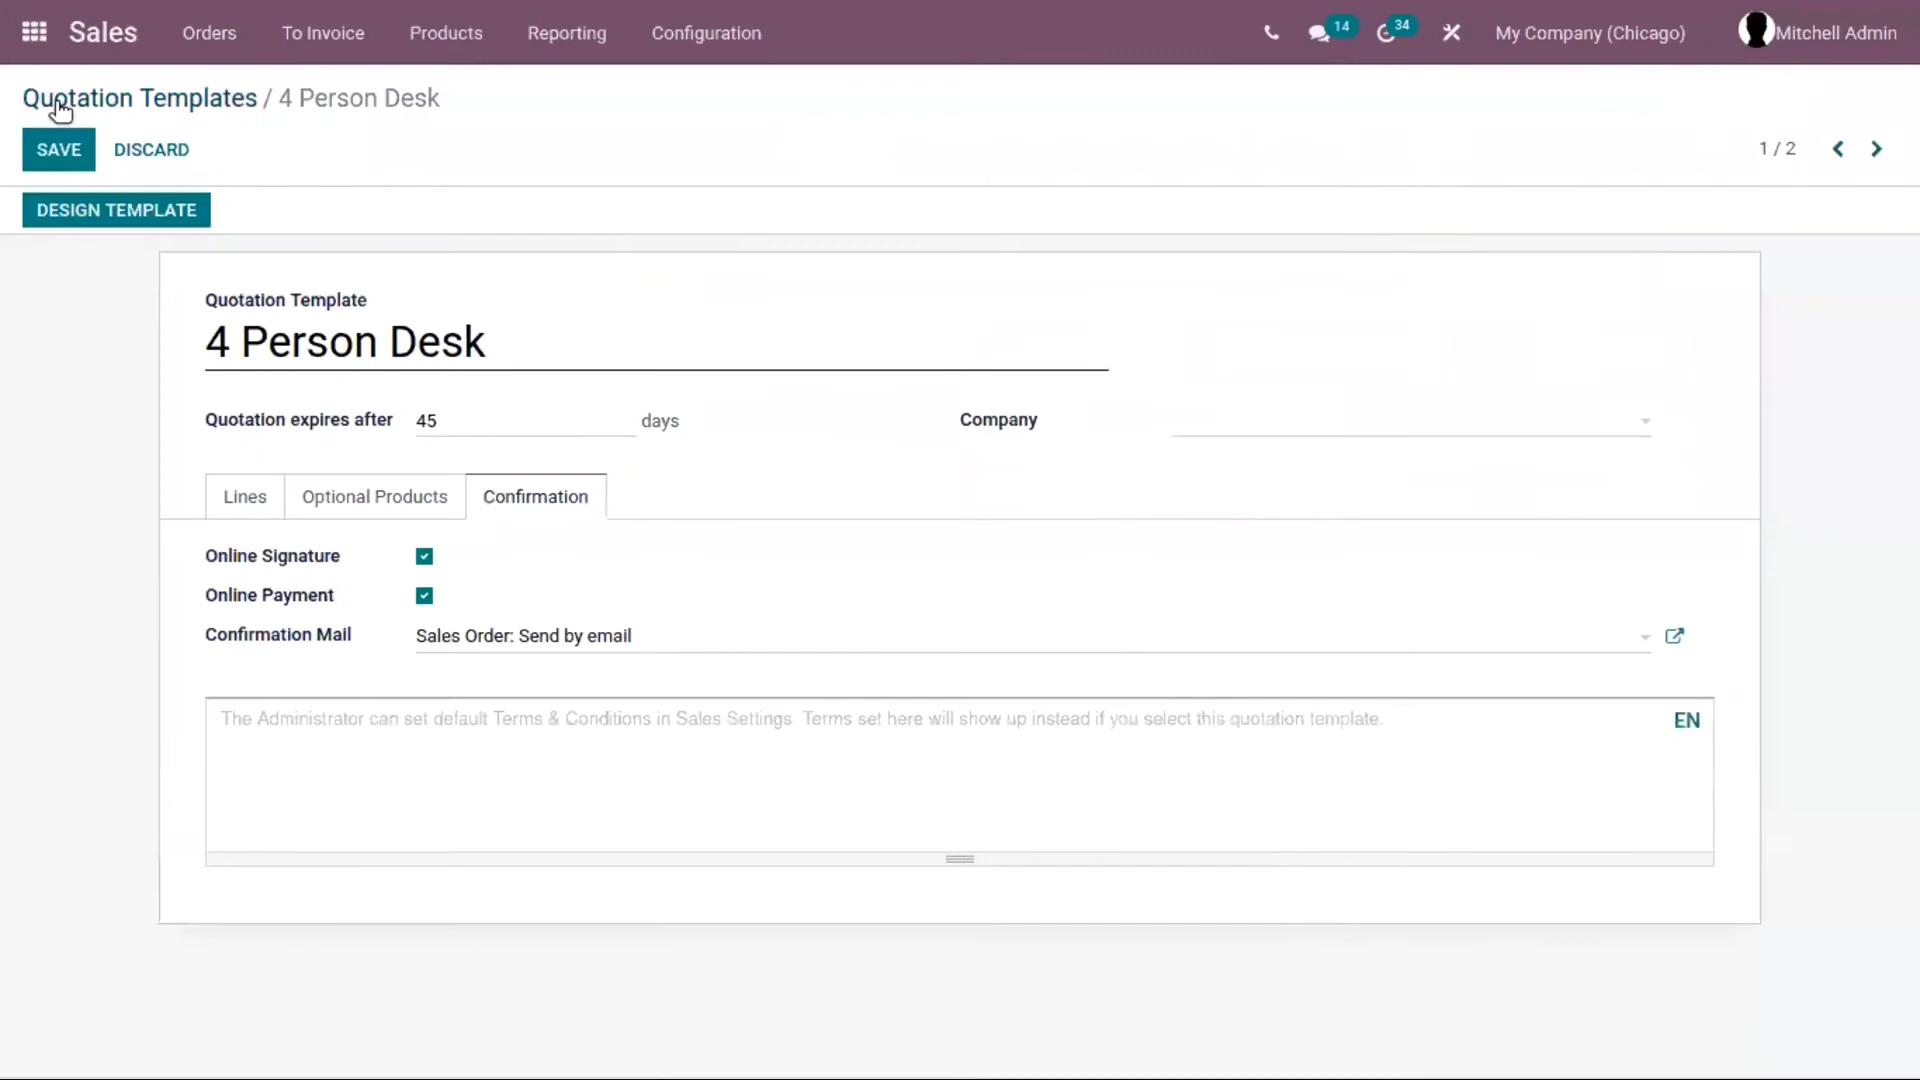 Sales Orders To Invoice Products Reporting Configuration 14 34 My Company (Chicago) Mitchell Admin
Quotation Templates / 4 Person Desk
SAVE DISCARD 1 / 2
DESIGN TEMPLATE
Quotation Template
4 Person Desk
Quotation expires after 45 days Company
Lines Optional Products Confirmation
Online Signature
Online Payment
Confirmation Mail Sales Order: Send by email
The Administrator can set default Terms & Conditions in Sales Settings. Terms set here will show up instead if you select this quotation template. EN